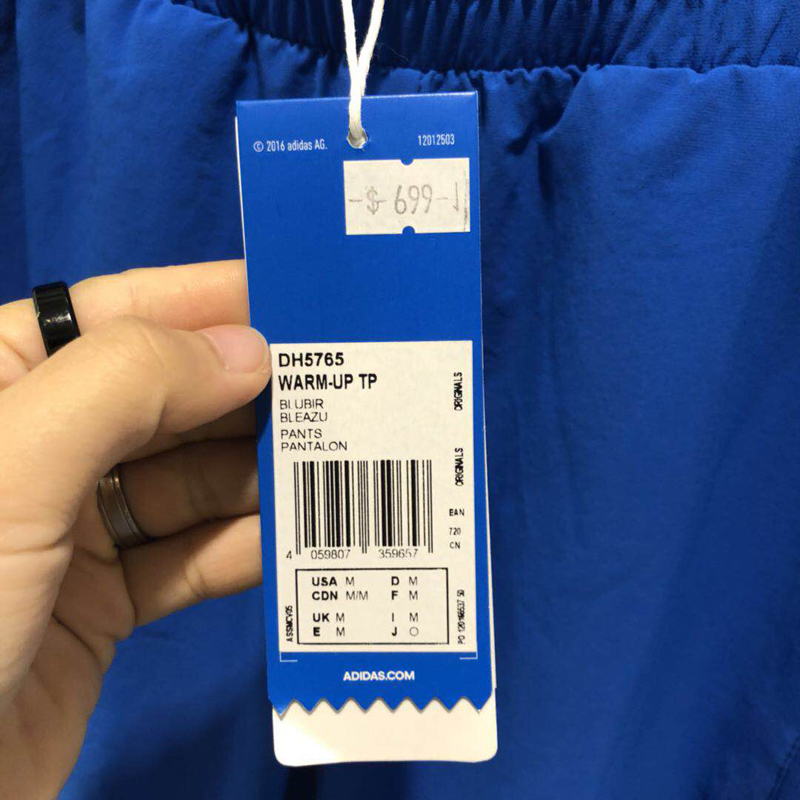 © 2016 adidas AG. 12012503
-$-699-
DH5765
WARM-UP TP
BLUBIR
BLEAZU
PANTS
PANTALON
ORIGINALS
ORIGINALS
EAN
720
CN
4 059807 359657
USA M D M
CDN M/M F M
UK M I M
E M J O
ASSMCV05
ADIDAS.COM